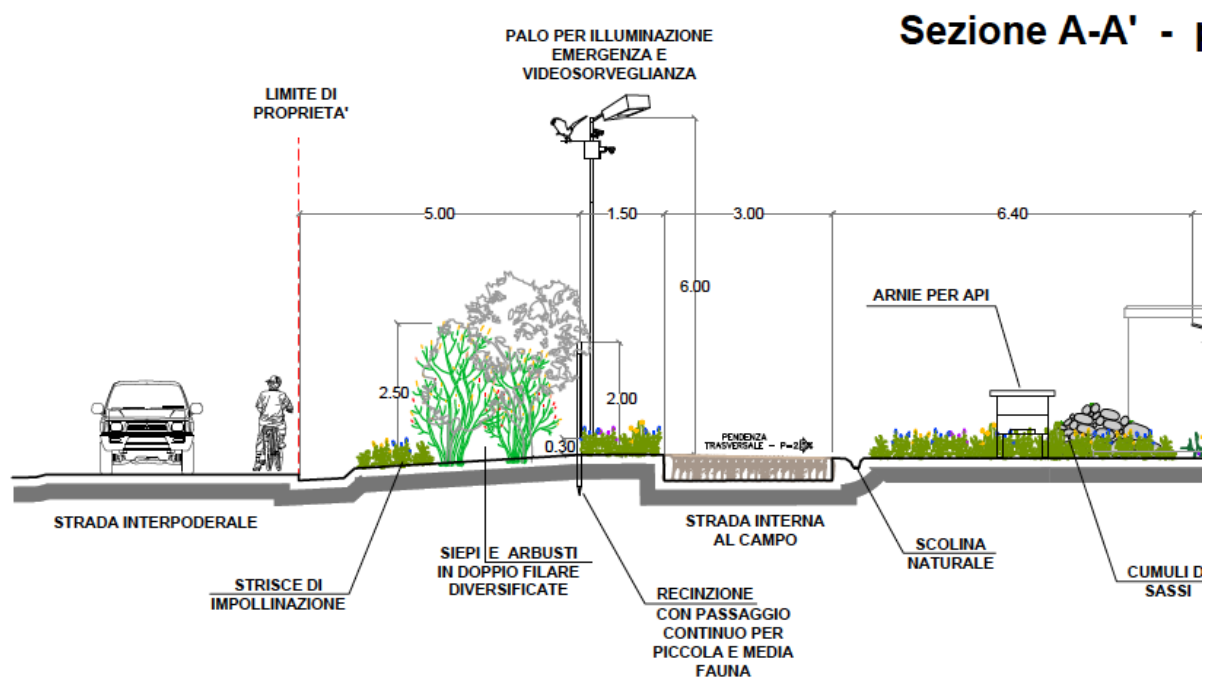 Sezione A-A' -
PALO PER ILLUMINAZIONE
EMERGENZA E
VIDEOSORVEGLIANZA
LIMITE DI
PROPRIETA'
5.00
1.50
3.00
6.40
6.00
ARNIE PER API
2.50
2.00
0.30
PENDENZA
TRASVERSALE - P=2
STRADA INTERPODERALE
STRISCE DI
IMPOLLINAZIONE
SIEPI E ARBUSTI
IN DOPPIO FILARE
DIVERSIFICATE
RECINZIONE
CON PASSAGGIO
CONTINUO PER
PICCOLA E MEDIA
FAUNA
STRADA INTERNA
AL CAMPO
SCOLINA
NATURALE
CUMULI D
SASSI